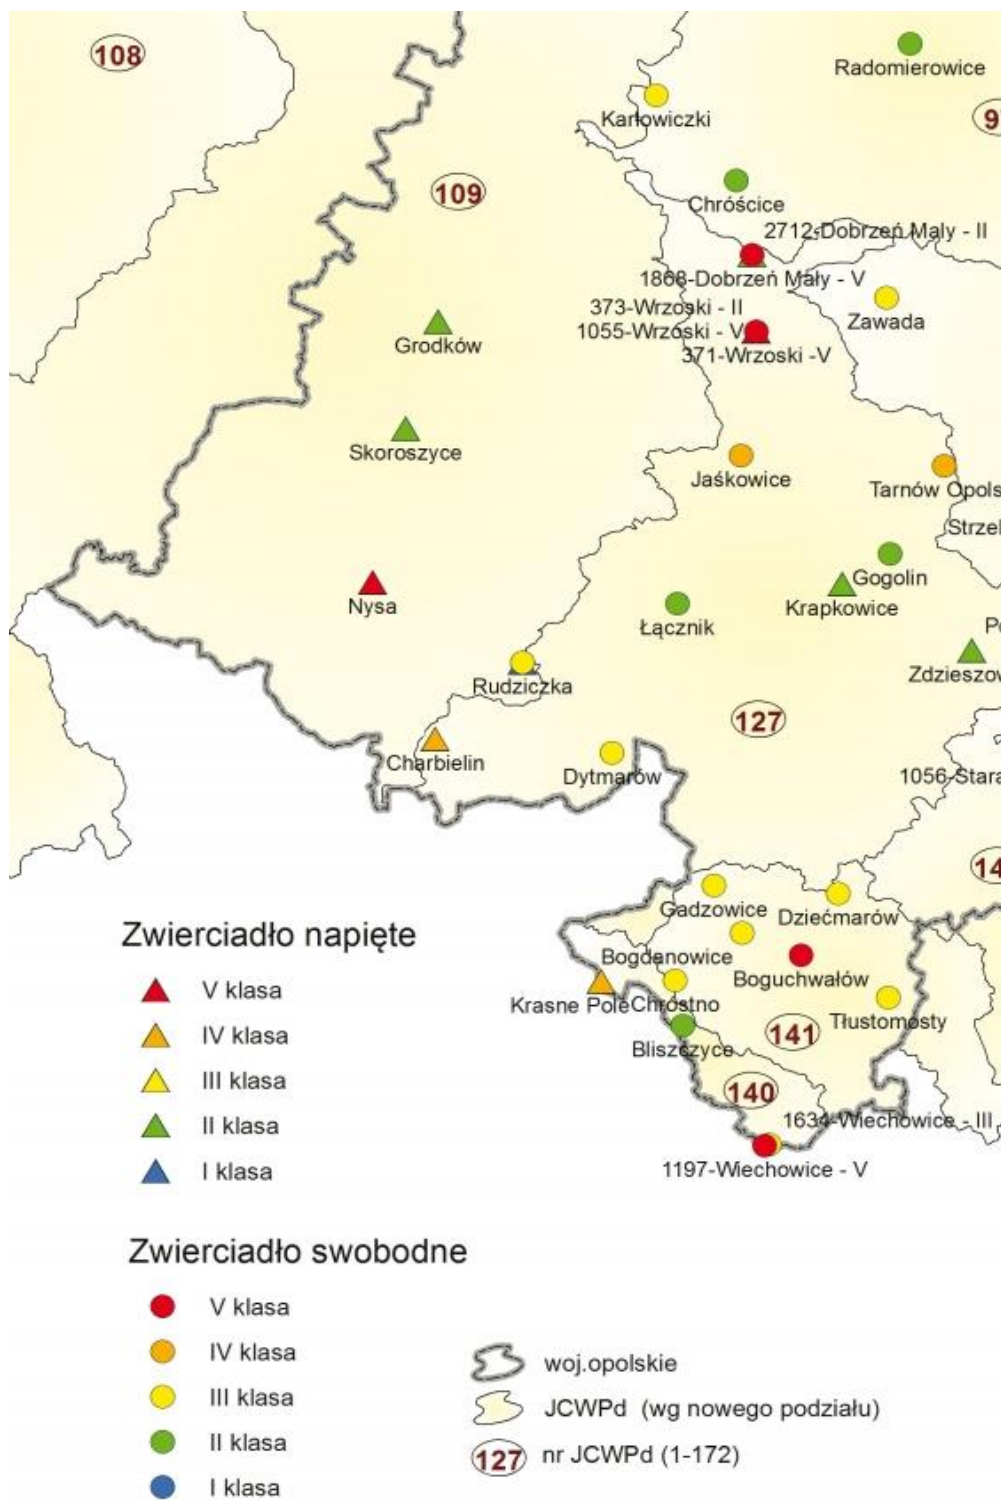 108
Radomierowice
Karłowiczki
109
Chróścice
2712-Dobrzeń Mały - II
1868-Dobrzeń Mały - V
373-Wrzoski - II
Zawada
1055-Wrzoski - V
371-Wrzoski -V
Grodków
Skoroszyce
Jaśkowice
Tarnów Opols
Strzel
Gogolin
Nysa
Krapkowice
Łącznik
Zdzieszow
Rudziczka
127
Charbielin
Dytmarów
1056-Stara
14
Gadzowice
Dziećmarów
Zwierciadło napięte
Bogdanowice
Boguchwałów
V klasa
Krasne Pole
Chróstno
Tłustomosty
IV klasa
141
Bliszczyce
III klasa
140
II klasa
1634-Wiechowice - III
I klasa
1197-Wiechowice - V
Zwierciadło swobodne
V klasa
IV klasa
woj.opolskie
III klasa
JCWPd (wg nowego podziału)
II klasa
127
nr JCWPd (1-172)
I klasa